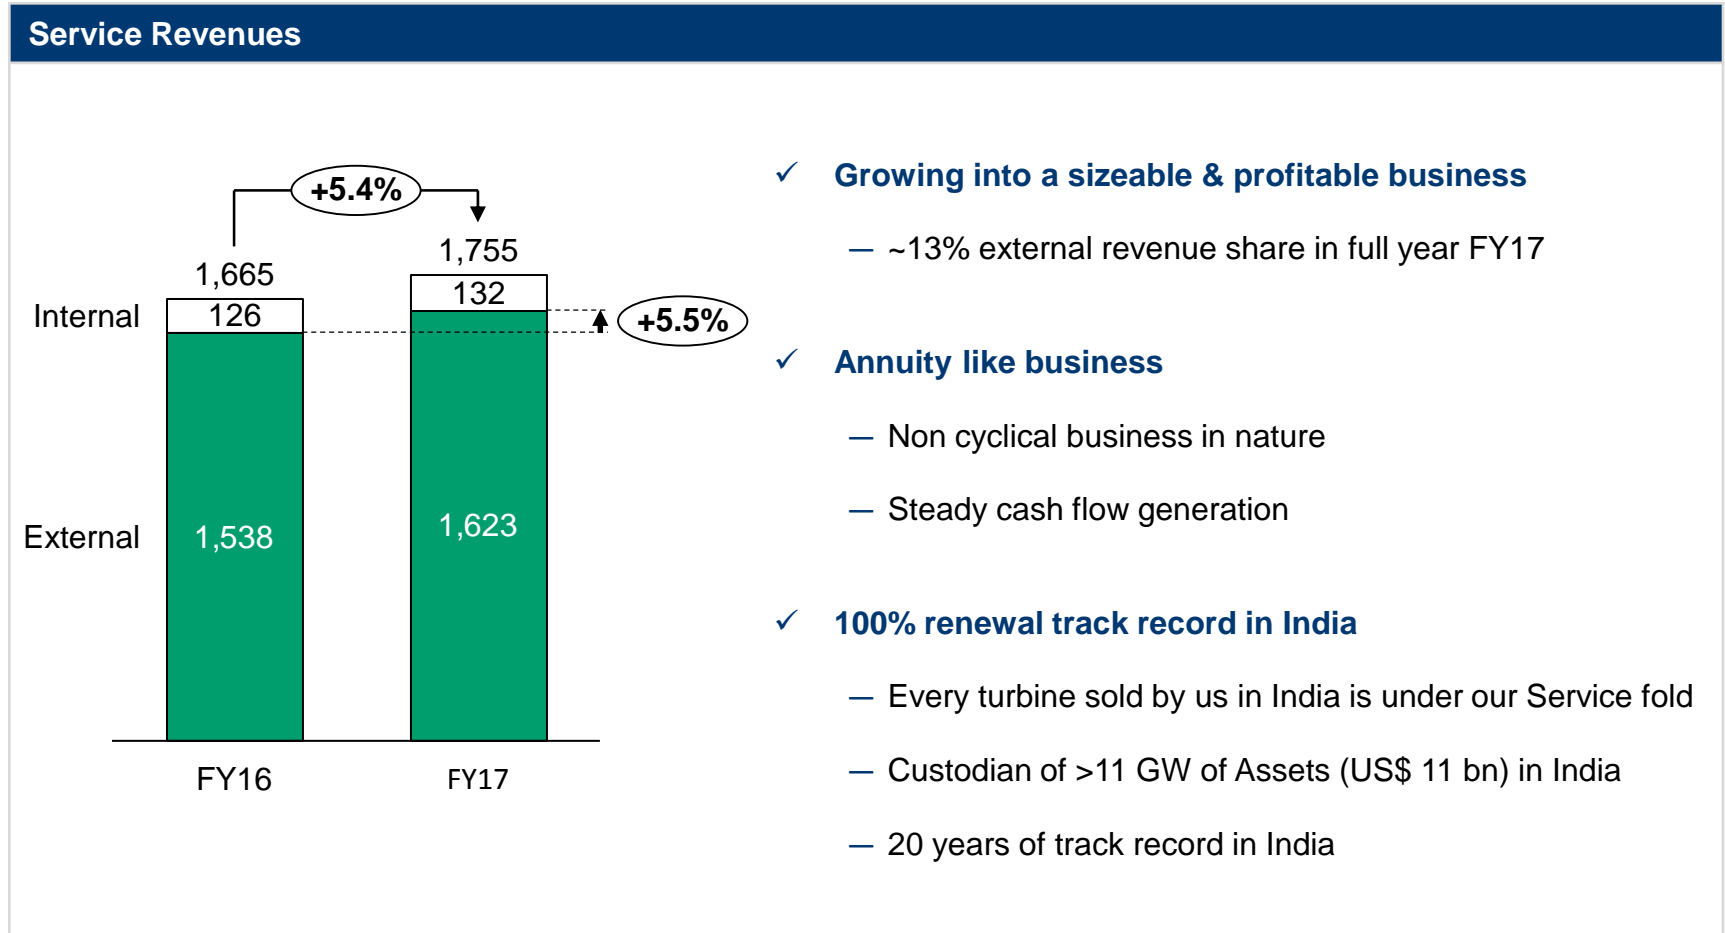 Service Revenues
+5.4%
1,665
1,755
Internal
126
132
+5.5%
External
1,538
1,623
FY16
FY17
✓ Growing into a sizeable & profitable business
— ~13% external revenue share in full year FY17
✓ Annuity like business
— Non cyclical business in nature
— Steady cash flow generation
✓ 100% renewal track record in India
— Every turbine sold by us in India is under our Service fold
— Custodian of >11 GW of Assets (US$ 11 bn) in India
— 20 years of track record in India